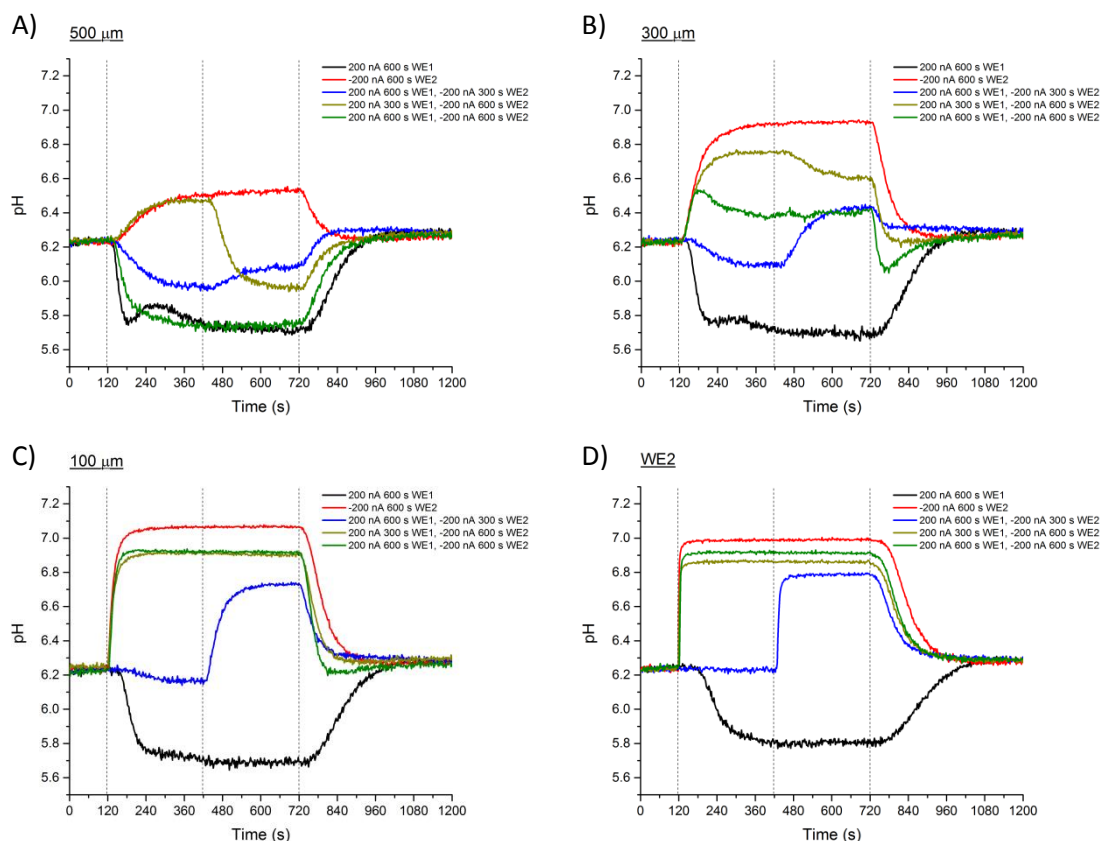 A)
500 μm
200 nA 600 s WE1
-200 nA 600 s WE2
200 nA 600 s WE1, -200 nA 300 s WE2
200 nA 300 s WE1, -200 nA 600 s WE2
200 nA 600 s WE1, -200 nA 600 s WE2
7.2
7.0
6.8
6.6
6.4
6.2
6.0
5.8
5.6
pH
0 120 240 360 480 600 720 840 960 1080 1200
Time (s)
B)
300 μm
200 nA 600 s WE1
-200 nA 600 s WE2
200 nA 600 s WE1, -200 nA 300 s WE2
200 nA 300 s WE1, -200 nA 600 s WE2
200 nA 600 s WE1, -200 nA 600 s WE2
7.2
7.0
6.8
6.6
6.4
6.2
6.0
5.8
5.6
pH
0 120 240 360 480 600 720 840 960 1080 1200
Time (s)
C)
100 μm
200 nA 600 s WE1
-200 nA 600 s WE2
200 nA 600 s WE1, -200 nA 300 s WE2
200 nA 300 s WE1, -200 nA 600 s WE2
200 nA 600 s WE1, -200 nA 600 s WE2
7.2
7.0
6.8
6.6
6.4
6.2
6.0
5.8
5.6
pH
0 120 240 360 480 600 720 840 960 1080 1200
Time (s)
D)
WE2
200 nA 600 s WE1
-200 nA 600 s WE2
200 nA 600 s WE1, -200 nA 300 s WE2
200 nA 300 s WE1, -200 nA 600 s WE2
200 nA 600 s WE1, -200 nA 600 s WE2
7.2
7.0
6.8
6.6
6.4
6.2
6.0
5.8
5.6
pH
0 120 240 360 480 600 720 840 960 1080 1200
Time (s)